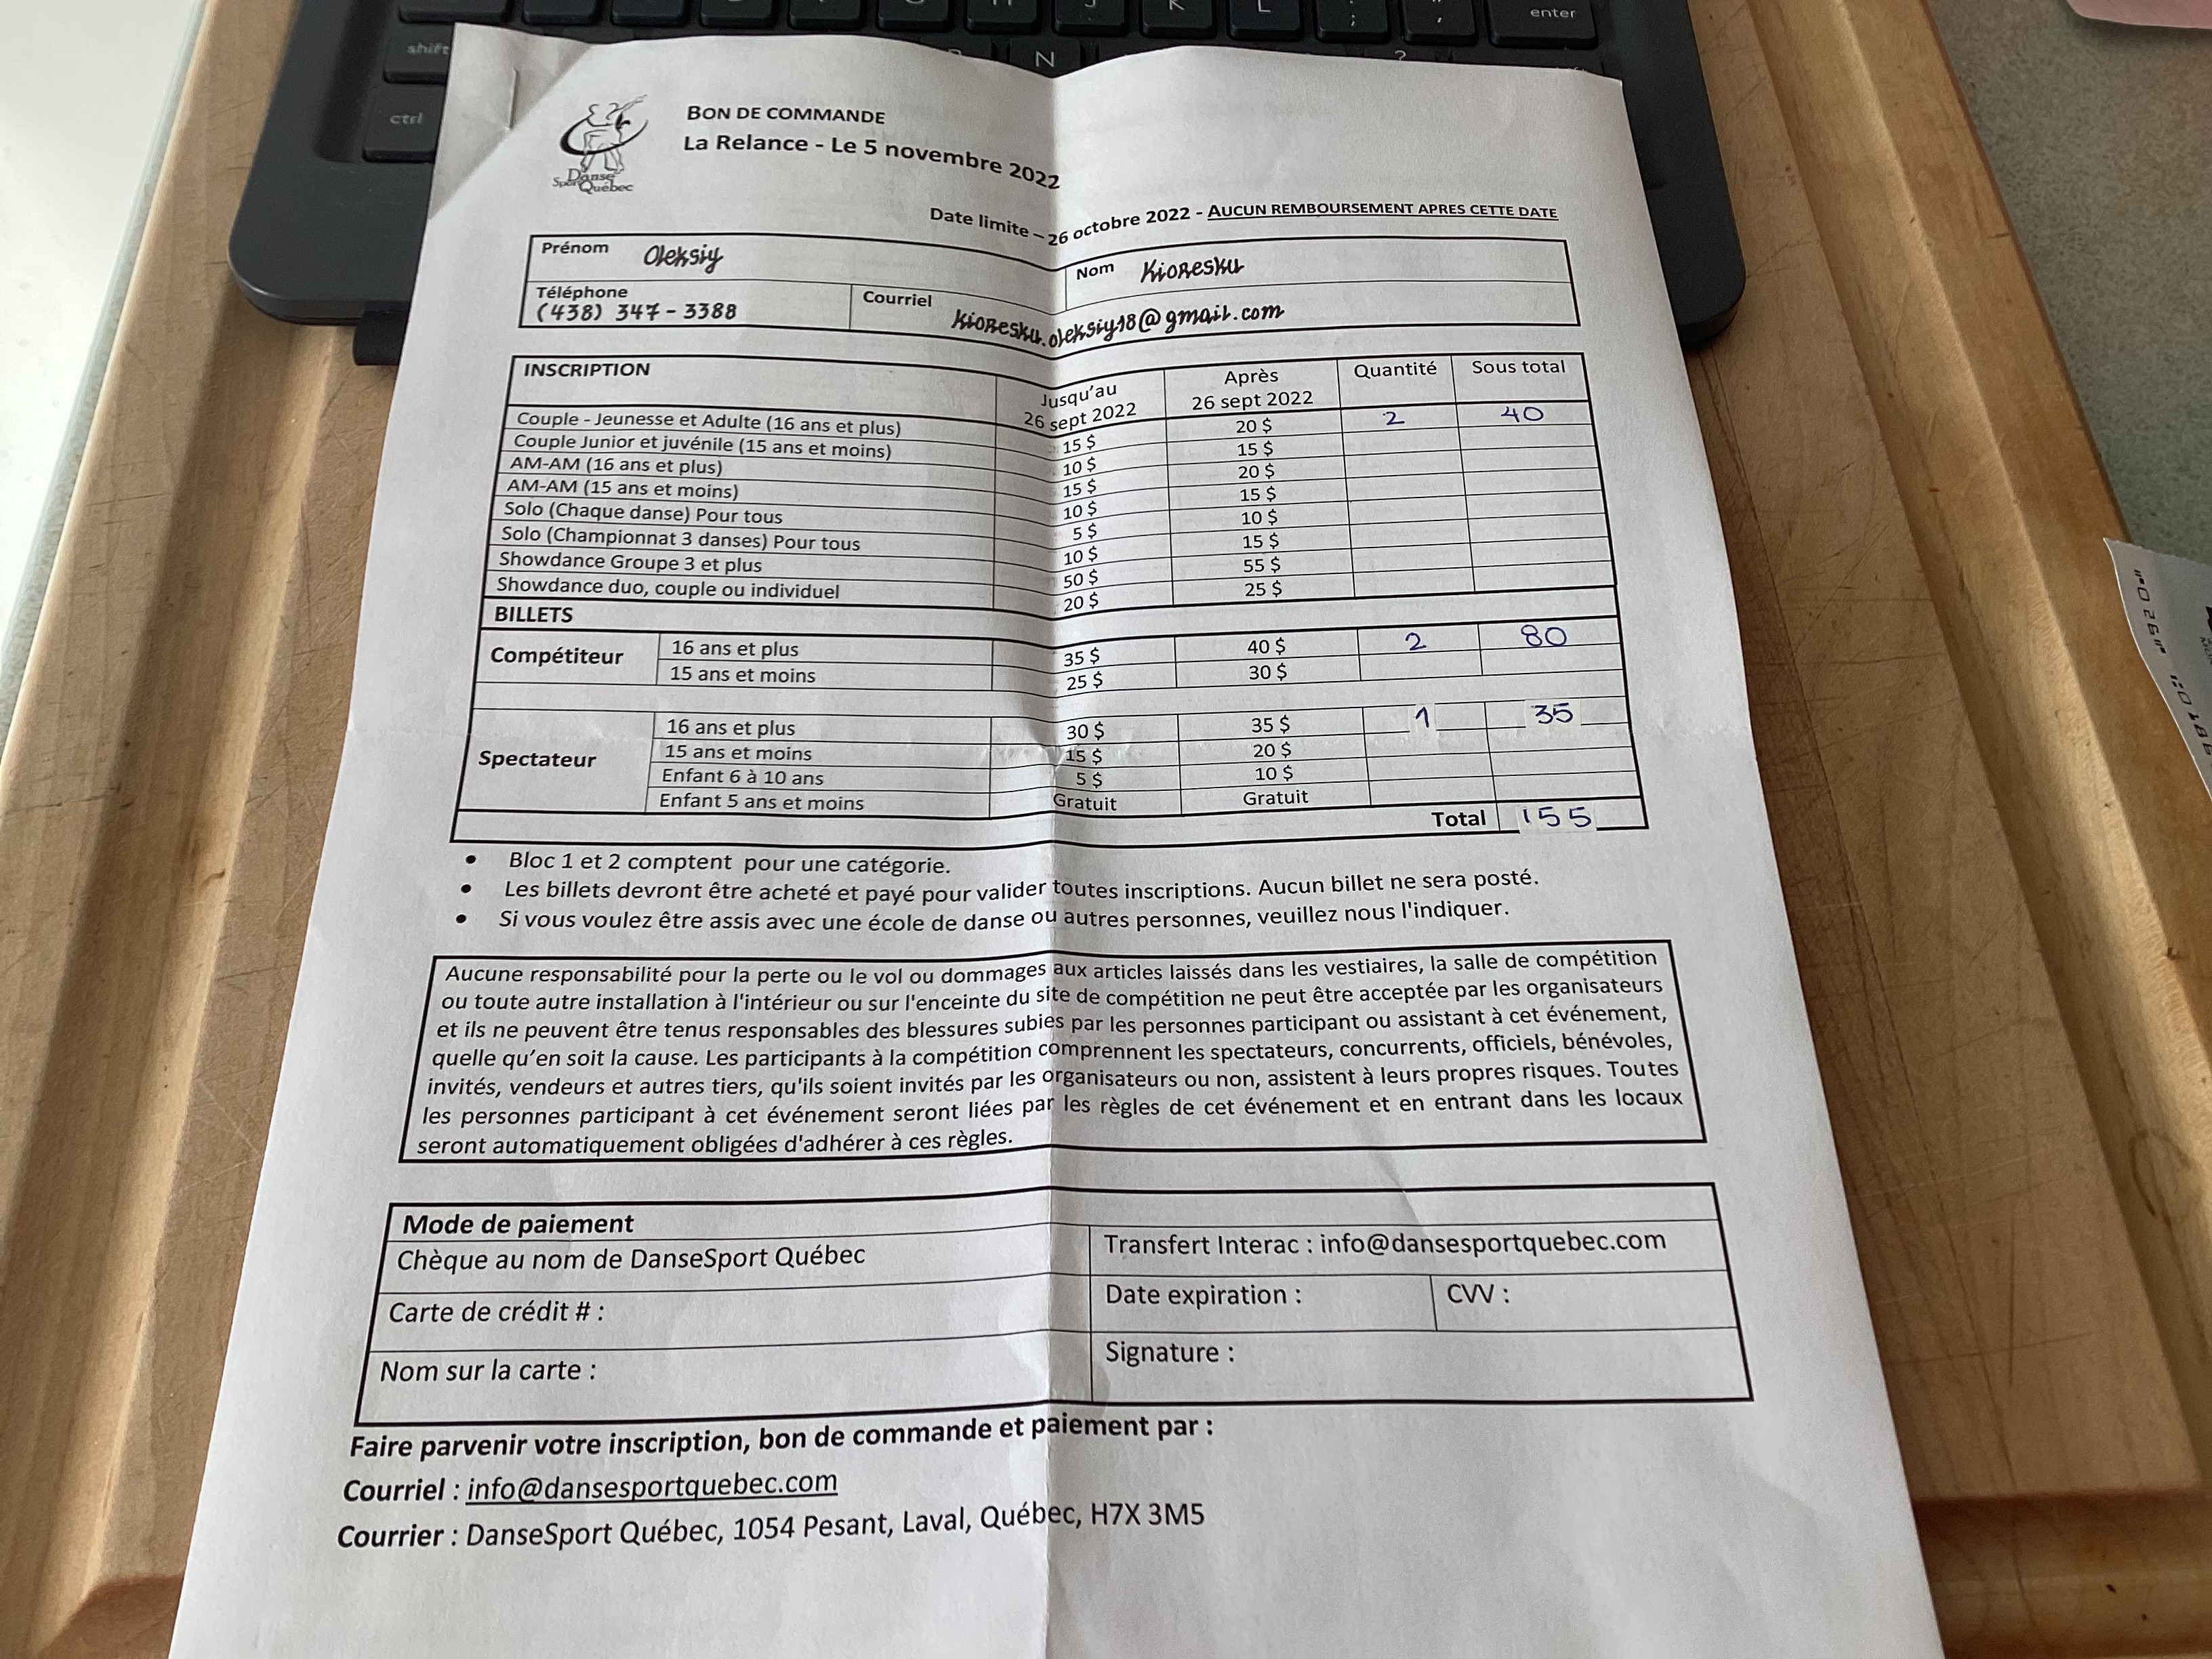 shift
N
?
K
L
;
,
enter
ctrl
Danse
Sport Québec
BON DE COMMANDE
La Relance - Le 5 novembre 2022
Date limite – 26 octobre 2022 - AUCUN REMBOURSEMENT APRES CETTE DATE
Prénom Oleksiy Nom Kioresku
Téléphone (438) 347-3388 Courriel kioresku.oleksiy18@gmail.com
INSCRIPTION Jusqu'au 26 sept 2022 Après 26 sept 2022 Quantité Sous total
Couple - Jeunesse et Adulte (16 ans et plus) 15 $ 20 $ 2 40
Couple Junior et juvénile (15 ans et moins) 10 $ 15 $
AM-AM (16 ans et plus) 15 $ 20 $
AM-AM (15 ans et moins) 10 $ 15 $
Solo (Chaque danse) Pour tous 5 $ 10 $
Solo (Championnat 3 danses) Pour tous 10 $ 15 $
Showdance Groupe 3 et plus 50 $ 55 $
Showdance duo, couple ou individuel 20 $ 25 $
BILLETS
Compétiteur 16 ans et plus 35 $ 40 $ 2 80
15 ans et moins 25 $ 30 $
Spectateur 16 ans et plus 30 $ 35 $ 1 35
15 ans et moins 15 $ 20 $
Enfant 6 à 10 ans 5 $ 10 $
Enfant 5 ans et moins Gratuit Gratuit
Total 155
• Bloc 1 et 2 comptent pour une catégorie.
• Les billets devront être acheté et payé pour valider toutes inscriptions. Aucun billet ne sera posté.
• Si vous voulez être assis avec une école de danse ou autres personnes, veuillez nous l'indiquer.
Aucune responsabilité pour la perte ou le vol ou dommages aux articles laissés dans les vestiaires, la salle de compétition
ou toute autre installation à l'intérieur ou sur l'enceinte du site de compétition ne peut être acceptée par les organisateurs
et ils ne peuvent être tenus responsables des blessures subies par les personnes participant ou assistant à cet événement,
quelle qu'en soit la cause. Les participants à la compétition comprennent les spectateurs, concurrents, officiels, bénévoles,
invités, vendeurs et autres tiers, qu'ils soient invités par les organisateurs ou non, assistent à leurs propres risques. Toutes
les personnes participant à cet événement seront liées par les règles de cet événement et en entrant dans les locaux
seront automatiquement obligées d'adhérer à ces règles.
Mode de paiement
Chèque au nom de DanseSport Québec Transfert Interac : info@dansesportquebec.com
Carte de crédit # : Date expiration : CVV :
Nom sur la carte : Signature :
Faire parvenir votre inscription, bon de commande et paiement par :
Courriel : info@dansesportquebec.com
Courrier : DanseSport Québec, 1054 Pesant, Laval, Québec, H7X 3M5